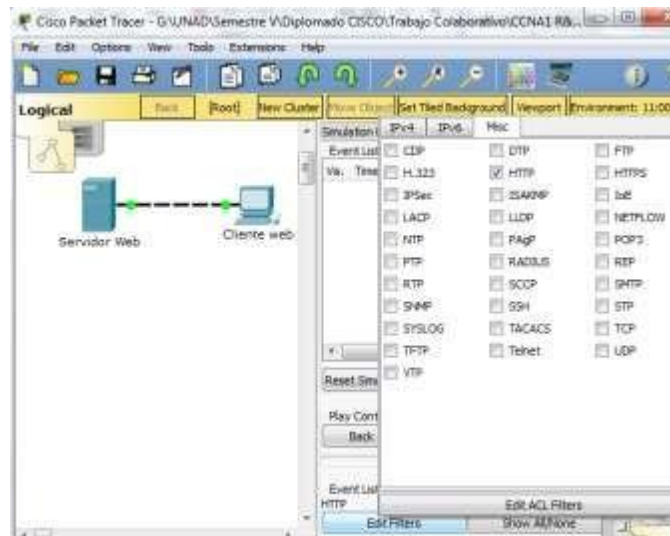 Cisco Packet Tracer - G:\UNAD\Semestre V\Diplomado CISCO\Trabajo Colaborativo\CCNA1 R&...
File Edit Options View Tools Extensions Help
Logical Back [Root] New Cluster Move Object Set Tiled Background Viewport Environment: 11:0
Simulation
Event List
Vis. Time
IPv4 IPv6 Misc
CDP DTP FTP
H.323 HTTP HTTPS
IPSec ISAKMP IoE
LACP LLDP NETFLOW
NTP PAgP POP3
PTP RADIUS REP
RTP SCCP SMTP
SNMP SSH STP
SYSLOG TACACS TCP
TFTP Telnet UDP
VTP
Servidor Web
Cliente web
Reset Sim
Play Cont
Back
Event List
HTTP
Edit ACL Filters
Edit Filters Show All/None